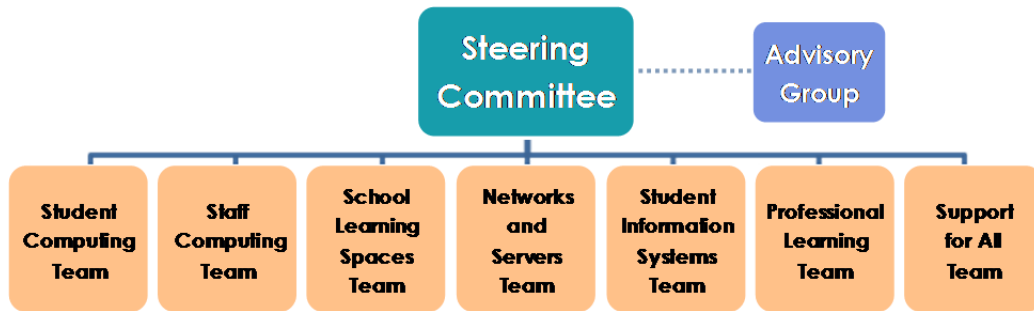 Steering
Committee
Advisory
Group
Student
Computing
Team
Staff
Computing
Team
School
Learning
Spaces
Team
Networks
and
Servers
Team
Student
Information
Systems
Team
Professional
Learning
Team
Support
for All
Team